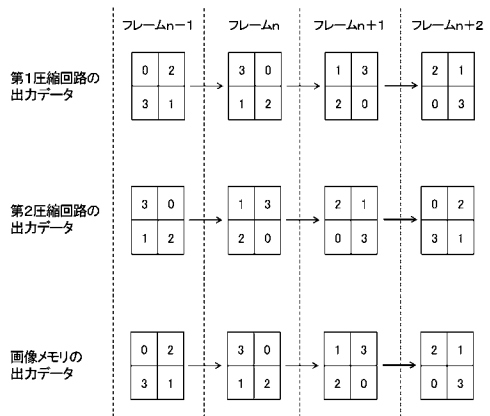 フレームn−1 フレームn フレームn+1 フレームn+2
第1圧縮回路の
出力データ
0 2 3 0 1 3 2 1
3 1 1 2 2 0 0 3
第2圧縮回路の
出力データ
3 0 1 3 2 1 0 2
1 2 2 0 0 3 3 1
画像メモリの
出力データ
0 2 3 0 1 3 2 1
3 1 1 2 2 0 0 3